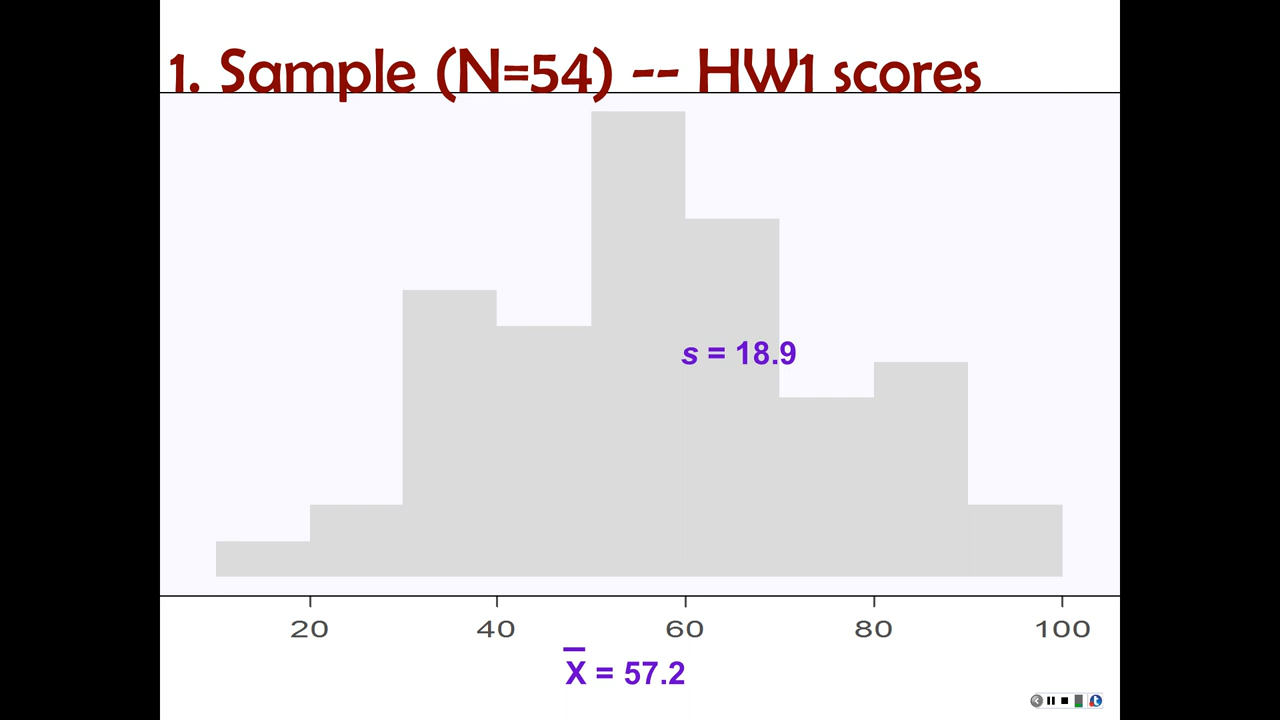 1. Sample (N=54) -- HW1 scores
s = 18.9
20 40 60 80 100
X̅ = 57.2